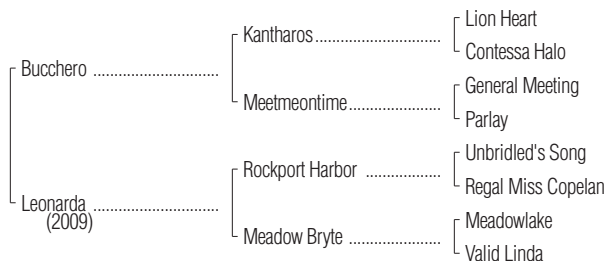 Lion Heart
Kantharos
Contessa Halo
Bucchero
General Meeting
Meetmeontime
Parlay
Unbridled's Song
Rockport Harbor
Regal Miss Copelan
Leonarda
(2009)
Meadowlake
Meadow Bryte
Valid Linda